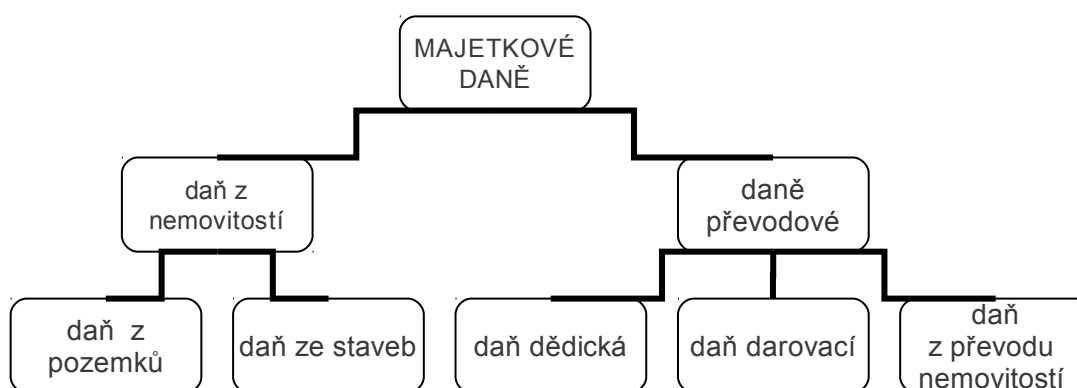 MAJETKOVÉ
DANĚ
daň z
nemovitostí
daně
převodové
daň  z
pozemků
daň ze staveb
daň dědická
daň darovací
daň
z převodu
nemovitostí